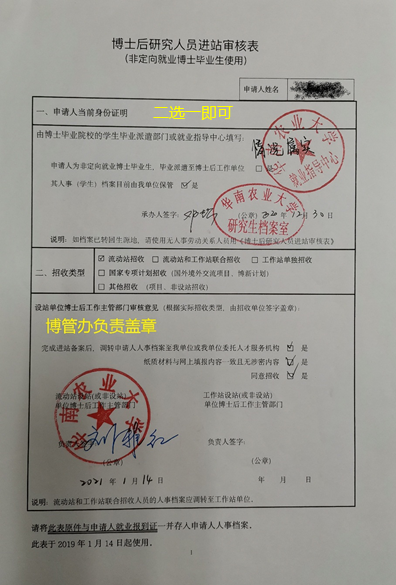 博士后研究人员进站审核表
(非定向就业博士毕业生使用)
申请人姓名
一、申请人当前身份证明
二选一即可
由博士毕业院校的学生毕业派遣部门或就业指导中心填写:
情况属实
申请人为非定向就业博士毕业生, 毕业派遣至博士后工作单位 □是
其人事(学生)档案目前由我单位保管 ☑是
华南农业大学
就业指导中心
承办人签字:
(公章) 2020年12月30日
华南农业大学
研究生档案室
说明: 如档案已转回生源地, 请使用无人事劳动关系人员用《博士后研究人员进站审核表》
二、招收类型
☑ 流动站招收 □ 流动站和工作站联合招收 □ 工作站单独招收
□ 国家专项计划招收 (国外境外交流项目、博新计划)
□ 其他招收 (项目、非设站招收)
设站单位博士后工作主管部门审核意见(根据实际招收类型, 由招收单位签字盖章):
博管办负责盖章
完成进站备案后, 调转申请人人事档案至我单位或我单位委托人才服务机构 ☑ 是
纸质材料与网上填报内容一致且无涉密内容 ☑ 是
同意招收 ☑ 是
流动站设站(或非设站)
单位博士后工作主管部门
工作站设站(或非设站)
单位博士后工作主管部门
华南农业大学
负责人签字:
(公章)
(公章)
2021年1月14日
年 月 日
说明: 流动站和工作站联合招收人员的人事档案应调转至工作站单位。
请将此表原件与申请人就业报到证一并存入申请人人事档案。
此表于 2019 年 1 月 14 日起使用。
1